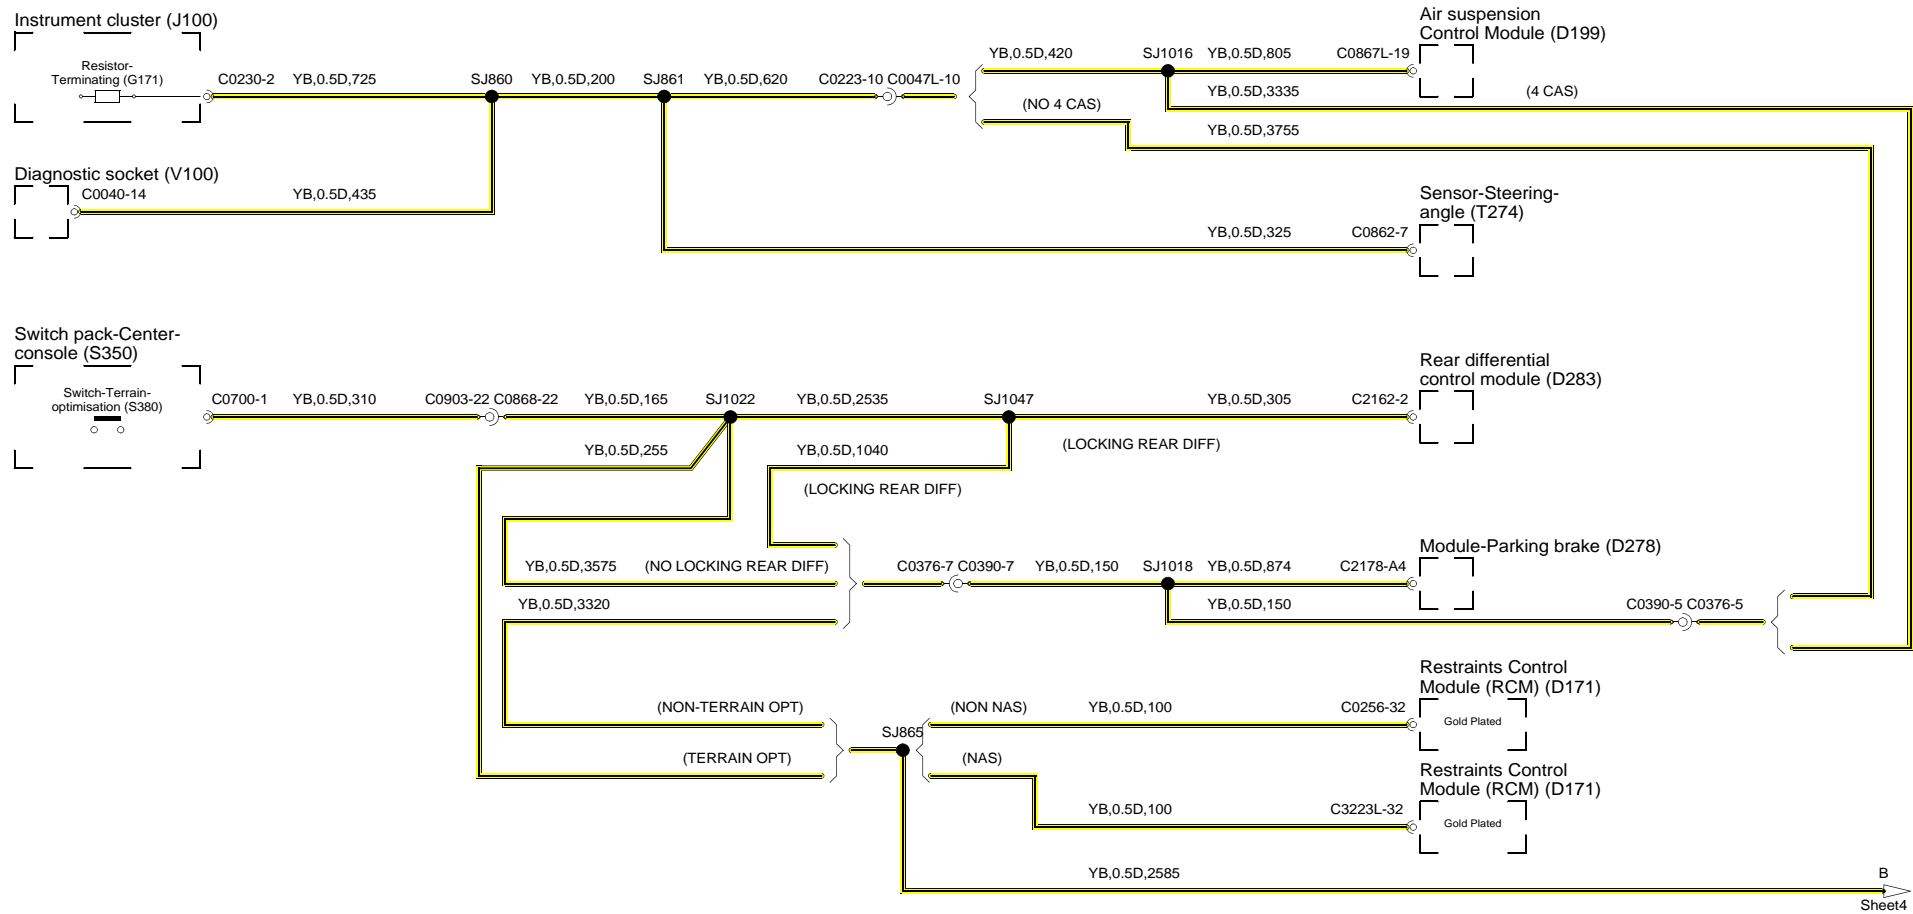 Instrument cluster (J100)
Resistor-
Terminating (G171)
C0230-2
YB,0.5D,725
SJ860
YB,0.5D,200
SJ861
YB,0.5D,620
C0223-10 C0047L-10
YB,0.5D,420
SJ1016
YB,0.5D,805
C0867L-19
Air suspension
Control Module (D199)
(NO 4 CAS)
YB,0.5D,3335
(4 CAS)
YB,0.5D,3755
Diagnostic socket (V100)
C0040-14
YB,0.5D,435
Sensor-Steering-
angle (T274)
YB,0.5D,325
C0862-7
Switch pack-Center-
console (S350)
Switch-Terrain-
optimisation (S380)
C0700-1
YB,0.5D,310
C0903-22 C0868-22
YB,0.5D,165
SJ1022
YB,0.5D,2535
SJ1047
YB,0.5D,305
C2162-2
Rear differential
control module (D283)
YB,0.5D,255
YB,0.5D,1040
(LOCKING REAR DIFF)
(LOCKING REAR DIFF)
YB,0.5D,3575
(NO LOCKING REAR DIFF)
C0376-7 C0390-7
YB,0.5D,150
SJ1018
YB,0.5D,874
C2178-A4
Module-Parking brake (D278)
YB,0.5D,3320
YB,0.5D,150
C0390-5 C0376-5
(NON-TERRAIN OPT)
(TERRAIN OPT)
SJ865
(NON NAS)
YB,0.5D,100
C0256-32
Restraints Control
Module (RCM) (D171)
Gold Plated
(NAS)
YB,0.5D,100
C3223L-32
Restraints Control
Module (RCM) (D171)
Gold Plated
YB,0.5D,2585
B
Sheet4